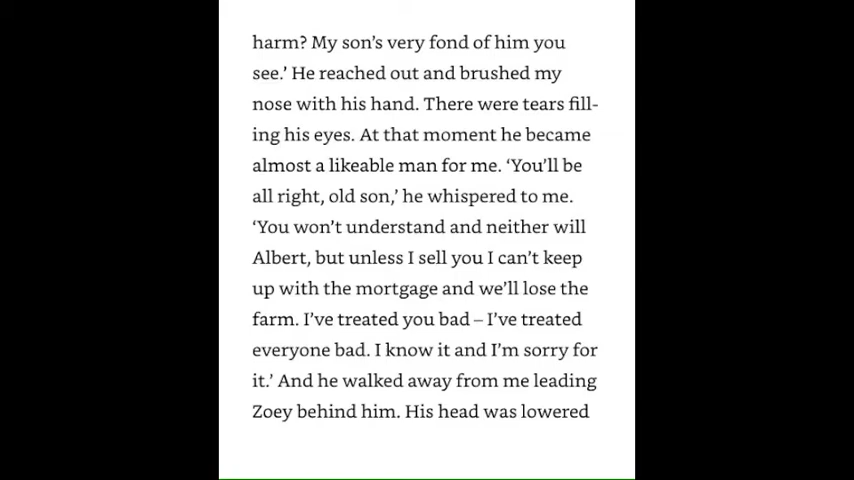 harm? My son’s very fond of him you
see.’ He reached out and brushed my
nose with his hand. There were tears fill-
ing his eyes. At that moment he became
almost a likeable man for me. ‘You’ll be
all right, old son,’ he whispered to me.
‘You won’t understand and neither will
Albert, but unless I sell you I can’t keep
up with the mortgage and we’ll lose the
farm. I’ve treated you bad – I’ve treated
everyone bad. I know it and I’m sorry for
it.’ And he walked away from me leading
Zoey behind him. His head was lowered